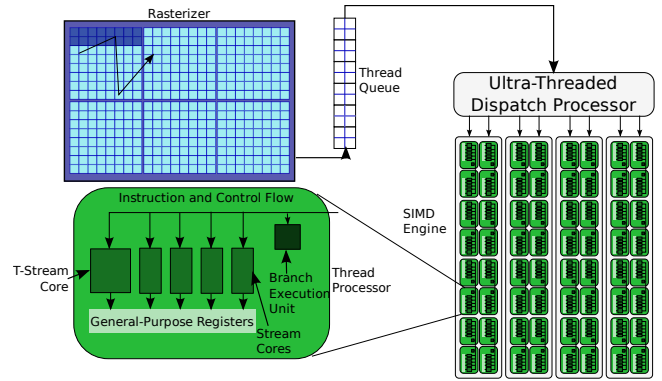 Rasterizer
Thread
Queue
Ultra-Threaded
Dispatch Processor
Instruction and Control Flow
SIMD
Engine
T-Stream
Core
Branch
Execution
Unit
Thread
Processor
General-Purpose Registers
Stream
Cores